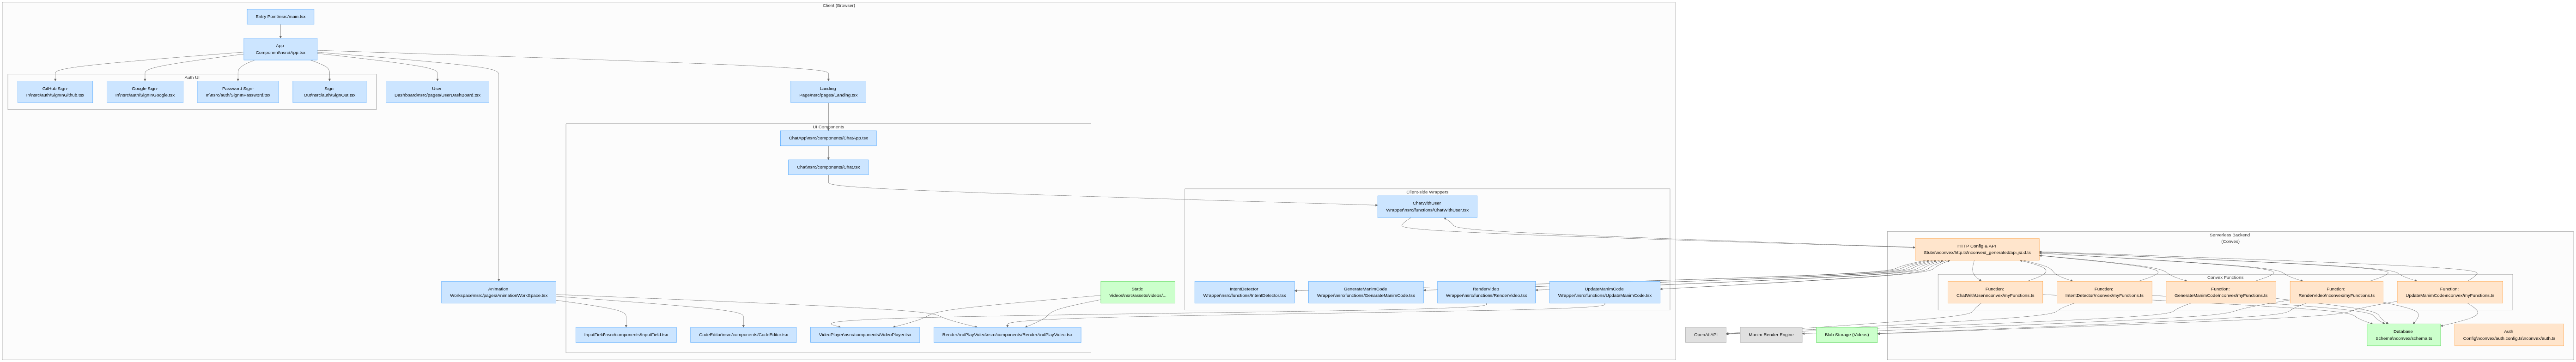 Client (Browser)
Entry Point\nsrc/main.tsx
App
Component\nsrc/App.tsx
Auth UI
GitHub Sign-
In\nsrc/auth/SignInGithub.tsx
Google Sign-
In\nsrc/auth/SignInGoogle.tsx
Password Sign-
In\nsrc/auth/SignInPassword.tsx
Sign
Out\nsrc/auth/SignOut.tsx
User
Dashboard\nsrc/pages/UserDashBoard.tsx
Landing
Page\nsrc/pages/Landing.tsx
UI Components
ChatApp\nsrc/components/ChatApp.tsx
Chat\nsrc/components/Chat.tsx
Client-side Wrappers
ChatWithUser
Wrapper\nsrc/functions/ChatWithUser.tsx
Serverless Backend
(Convex)
HTTP Config & API
Stubs\nconvex/http.ts\nconvex/_generated/api.js/.d.ts
Convex Functions
Animation
Workspace\nsrc/pages/AnimationWorkSpace.tsx
Static
Videos\nsrc/assets/videos/...
IntentDetector
Wrapper\nsrc/functions/IntentDetector.tsx
GenerateManimCode
Wrapper\nsrc/functions/GenarateManimCode.tsx
RenderVideo
Wrapper\nsrc/functions/RenderVideo.tsx
UpdateManimCode
Wrapper\nsrc/functions/UpdateManimCode.tsx
Function:
ChatWithUser\nconvex/myFunctions.ts
Function:
IntentDetector\nconvex/myFunctions.ts
Function:
GenerateManimCode\nconvex/myFunctions.ts
Function:
RenderVideo\nconvex/myFunctions.ts
Function:
UpdateManimCode\nconvex/myFunctions.ts
InputField\nsrc/components/InputField.tsx
CodeEditor\nsrc/components/CodeEditor.tsx
VideoPlayer\nsrc/components/VideoPlayer.tsx
RenderAndPlayVideo\nsrc/components/RenderAndPlayVideo.tsx
OpenAI API
Manim Render Engine
Blob Storage (Videos)
Database
Schema\nconvex/schema.ts
Auth
Config\nconvex/auth.config.ts\nconvex/auth.ts